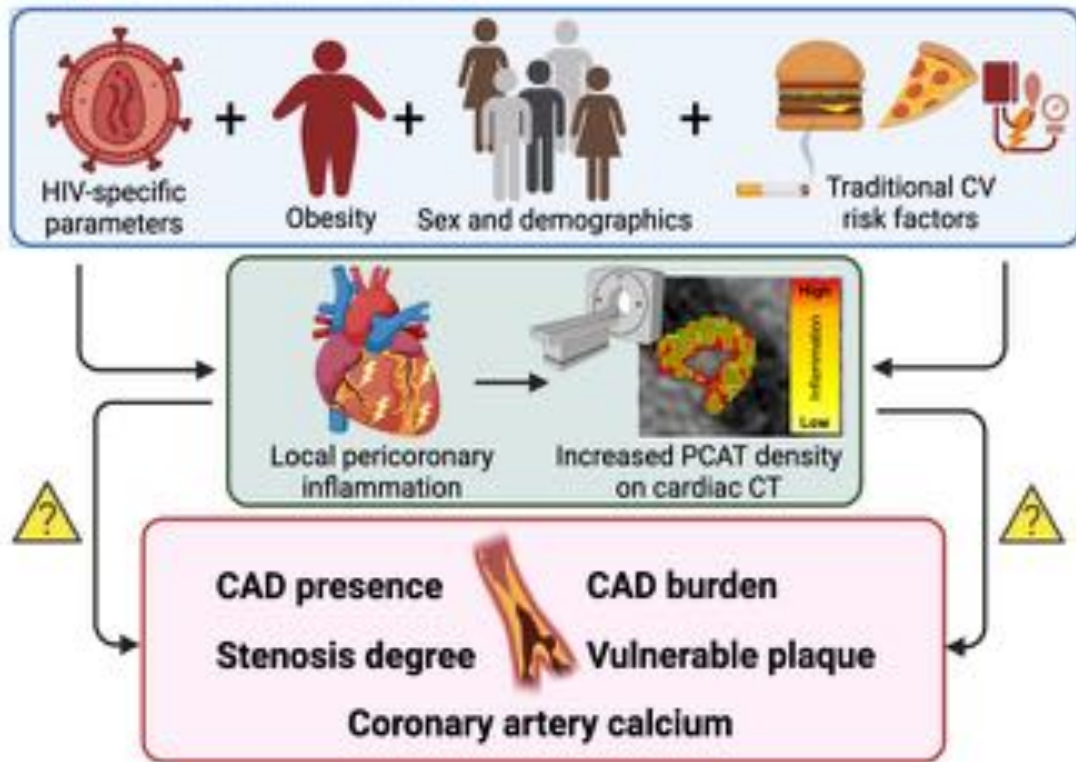 HIV-specific
parameters
+
Obesity
+
Sex and demographics
+
Traditional CV
risk factors
Local pericoronary
inflammation
Increased PCAT density
on cardiac CT
High
Inflammation
Low
?
?
CAD presence
CAD burden
Stenosis degree
Vulnerable plaque
Coronary artery calcium